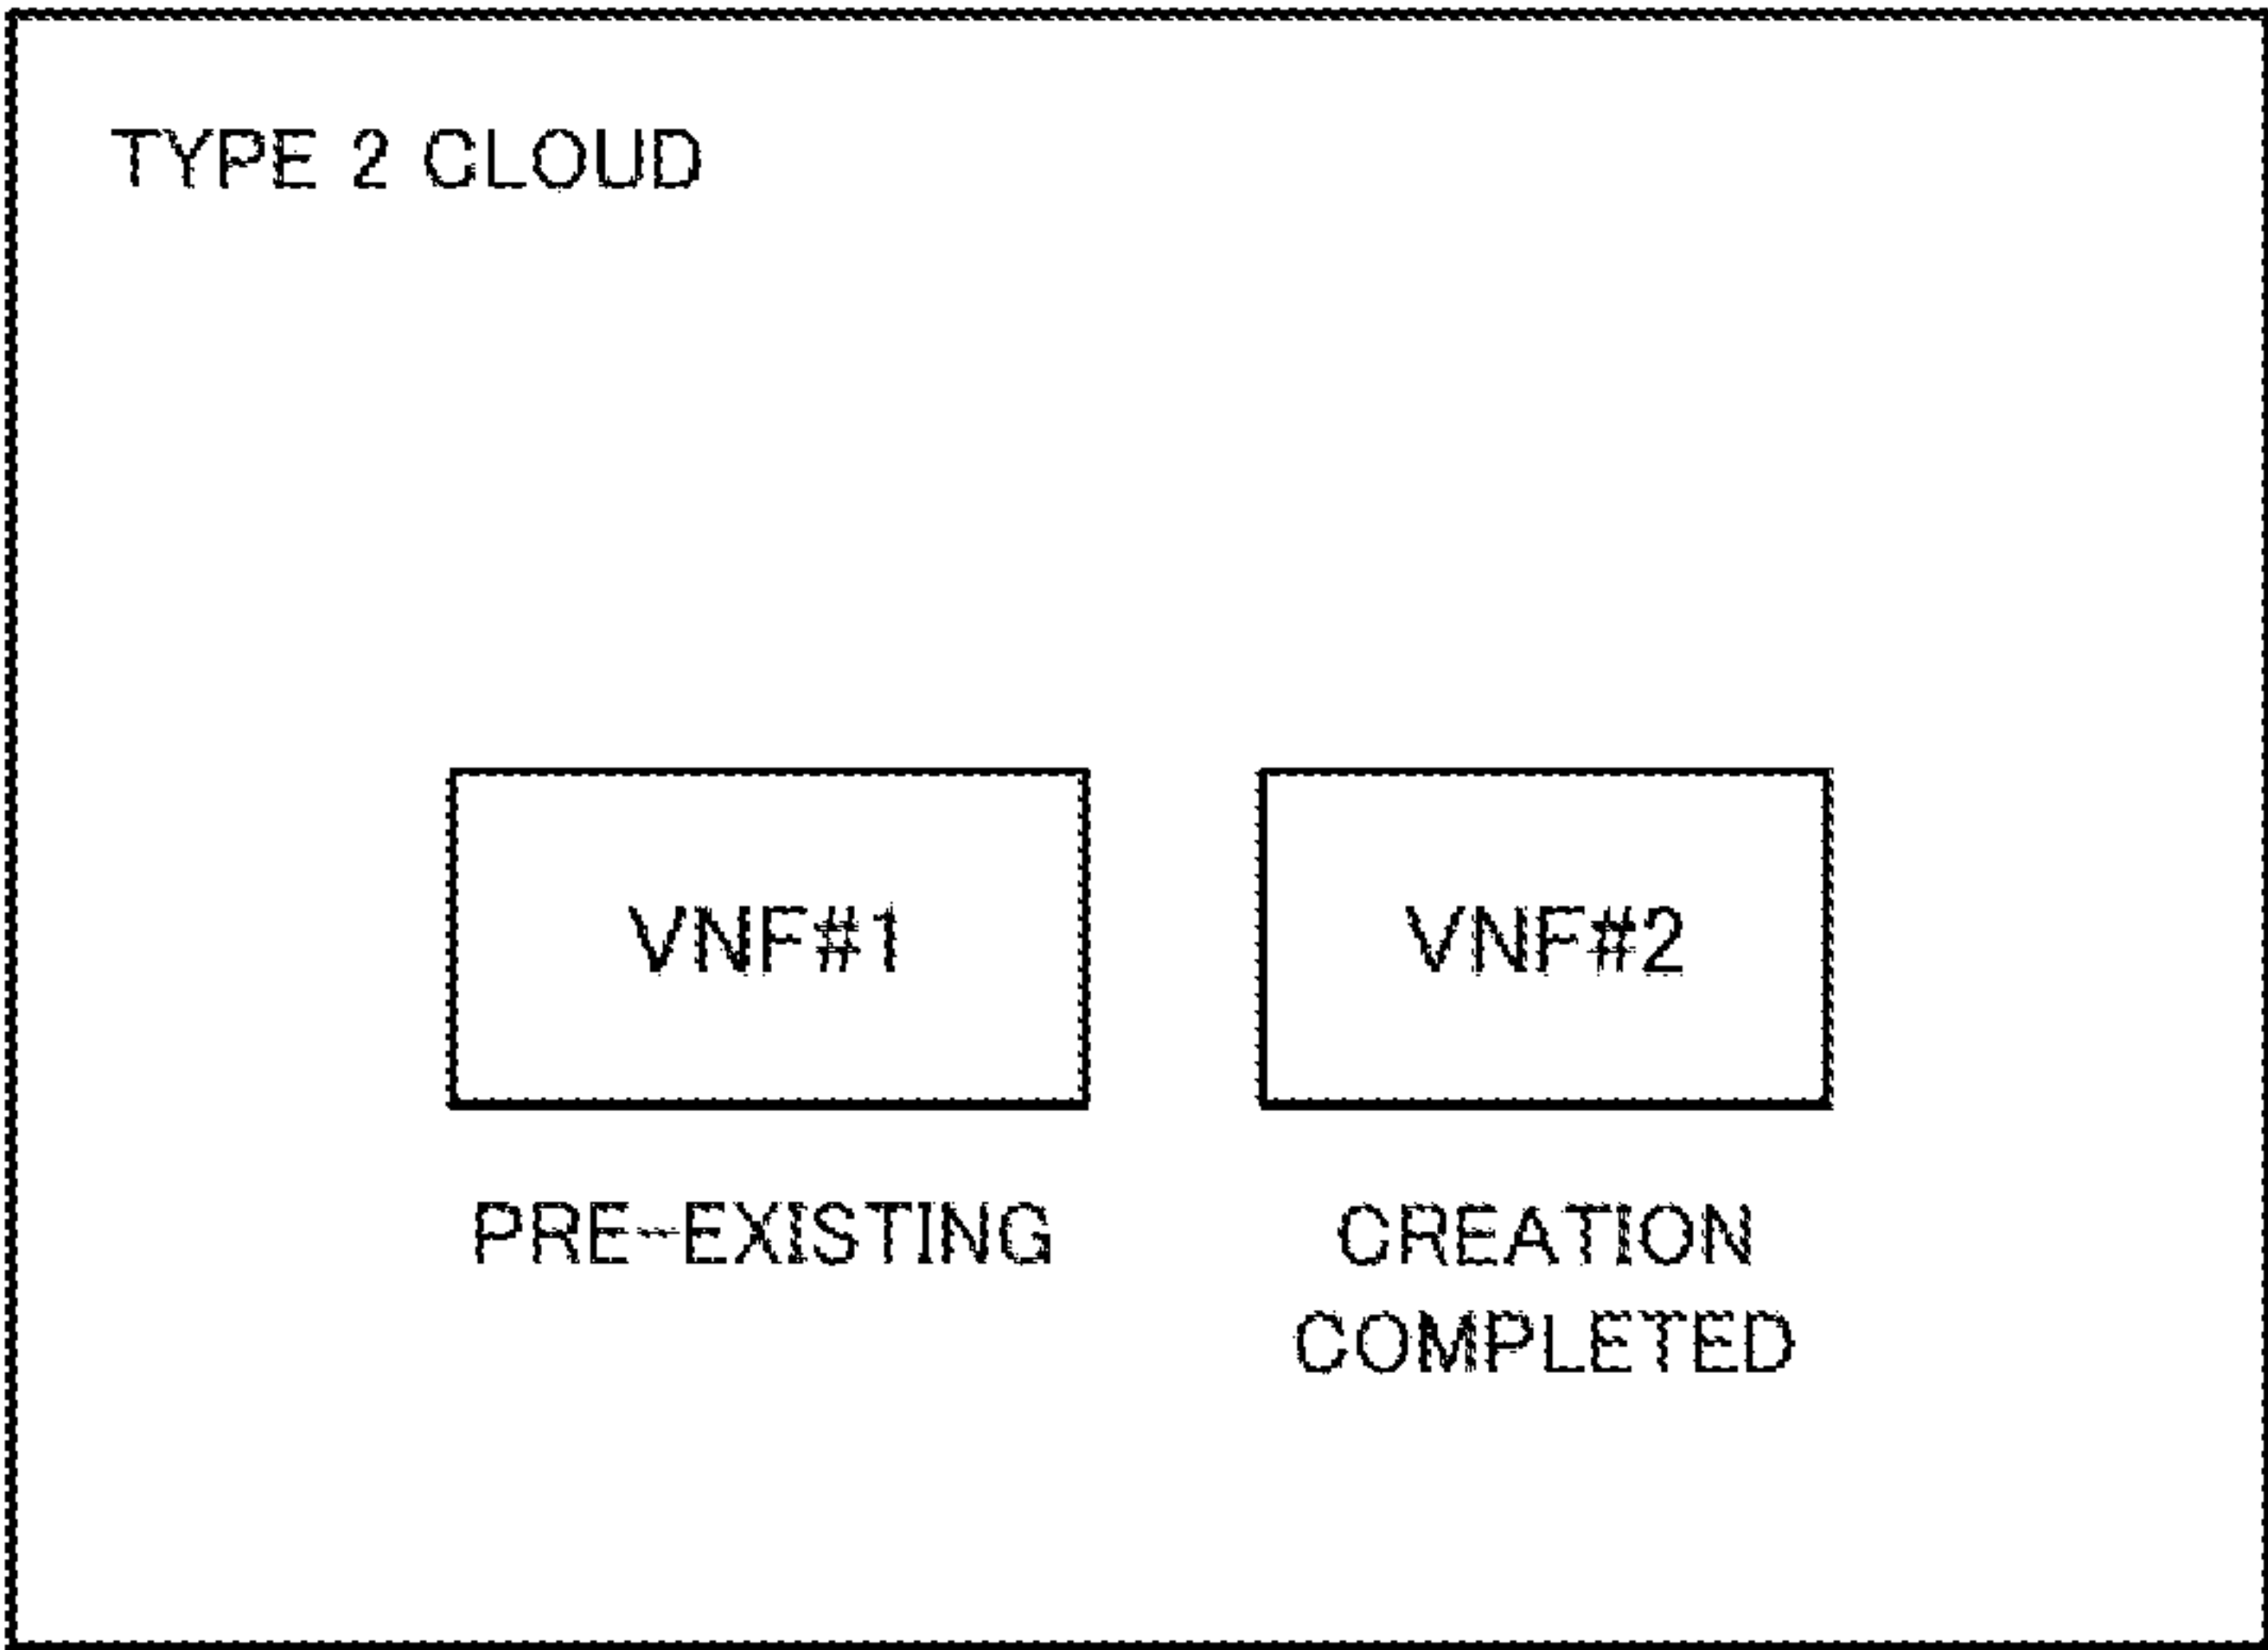 TYPE 2 CLOUD
VNF#1
VNF#2
PRE-EXISTING
CREATION
COMPLETED